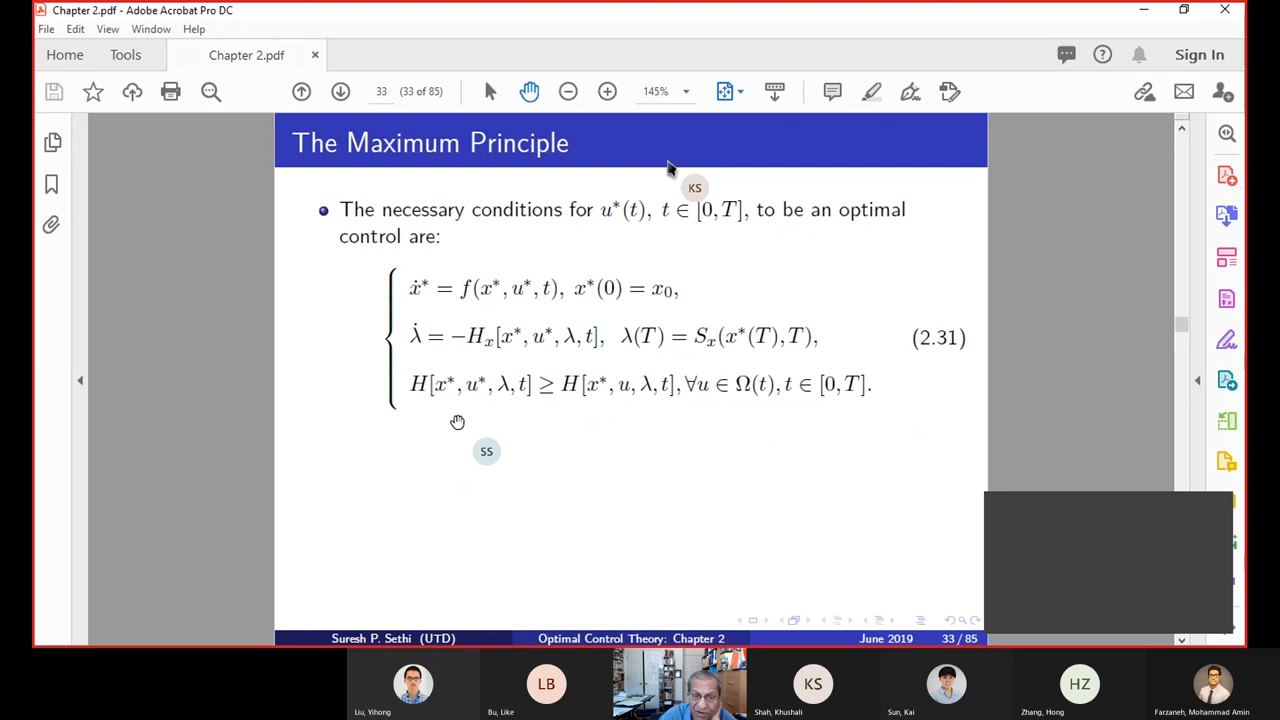 Chapter 2.pdf - Adobe Acrobat Pro DC
File Edit View Window Help
Home Tools Chapter 2.pdf × Sign In
33 (33 of 85) 145%
The Maximum Principle
KS
The necessary conditions for u*(t), t ∈ [0, T], to be an optimal
control are:
ẋ* = f(x*, u*, t), x*(0) = x₀,
λ̇ = −Hₓ[x*, u*, λ, t], λ(T) = Sₓ(x*(T), T), (2.31)
H[x*, u*, λ, t] ≥ H[x*, u, λ, t], ∀u ∈ Ω(t), t ∈ [0, T].
SS
Suresh P. Sethi (UTD) Optimal Control Theory: Chapter 2 June 2019 33 / 85
LB KS HZ
Liu, Yihong Bu, Like Shah, Khushali Sun, Kai Zhang, Hong Farzaneh, Mohammad Amin